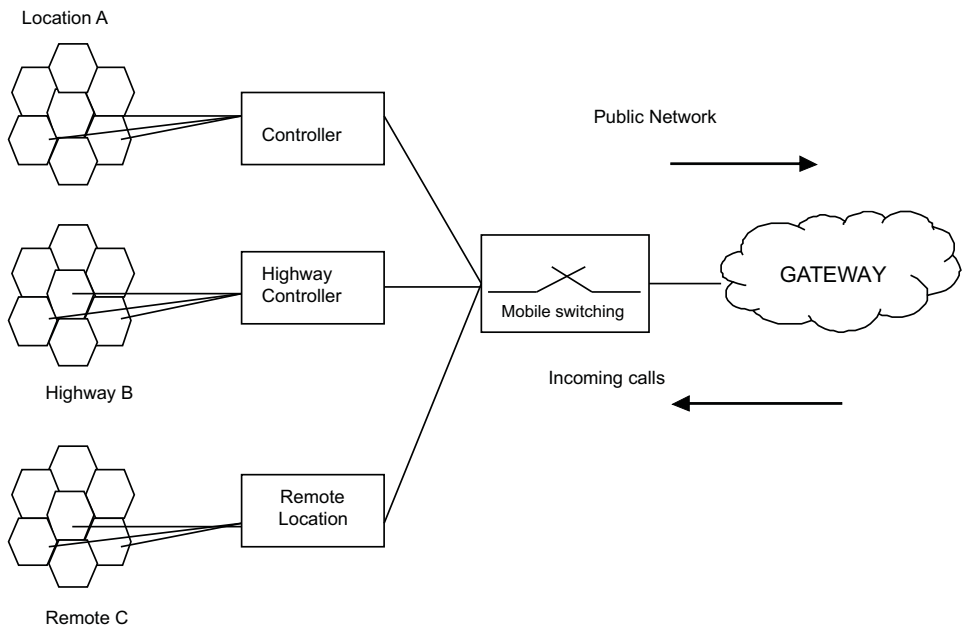 Location A
Controller
Public Network
Highway
Controller
GATEWAY
Mobile switching
Incoming calls
Highway B
Remote
Location
Remote C